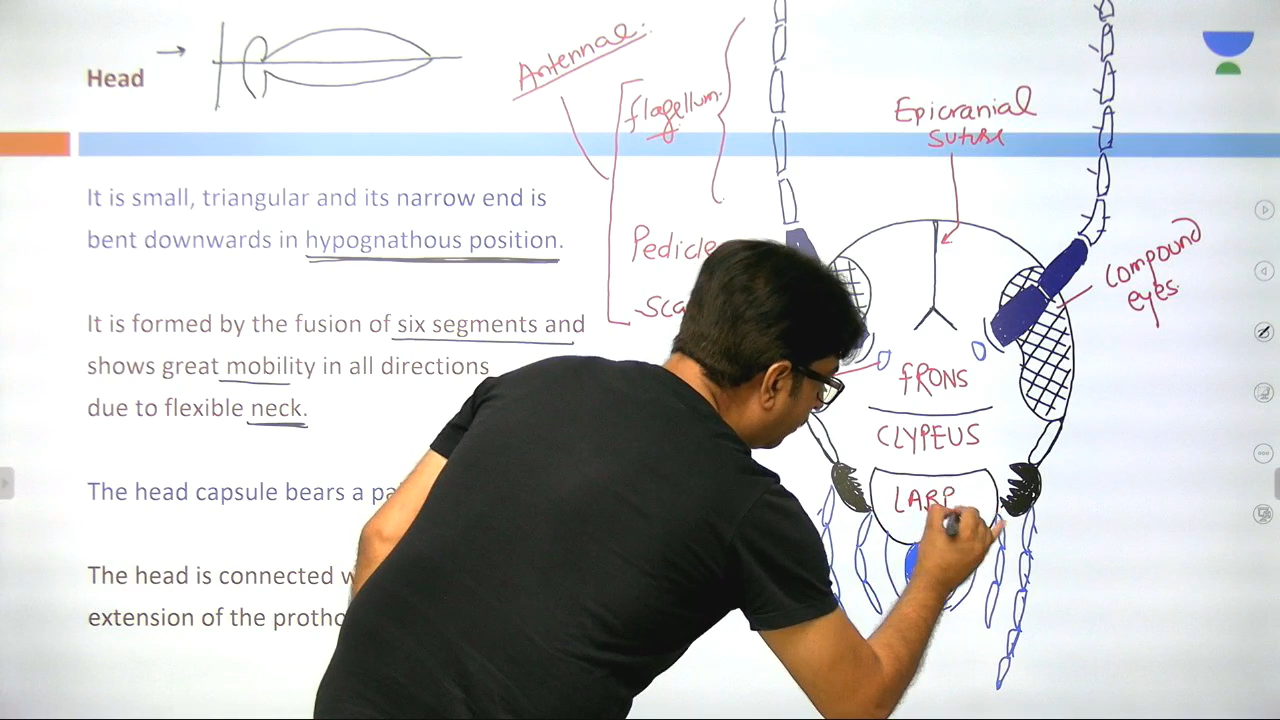 Head
It is small, triangular and its narrow end is
bent downwards in hypognathous position.
It is formed by the fusion of six segments and
shows great mobility in all directions
due to flexible neck.
The head capsule bears a pa
The head is connected w
extension of the protho
Antennae:
flagellum.
Pedicle
sca
Epicranial
suture
compound
eyes.
fRONS
CLYPEUS
LABR